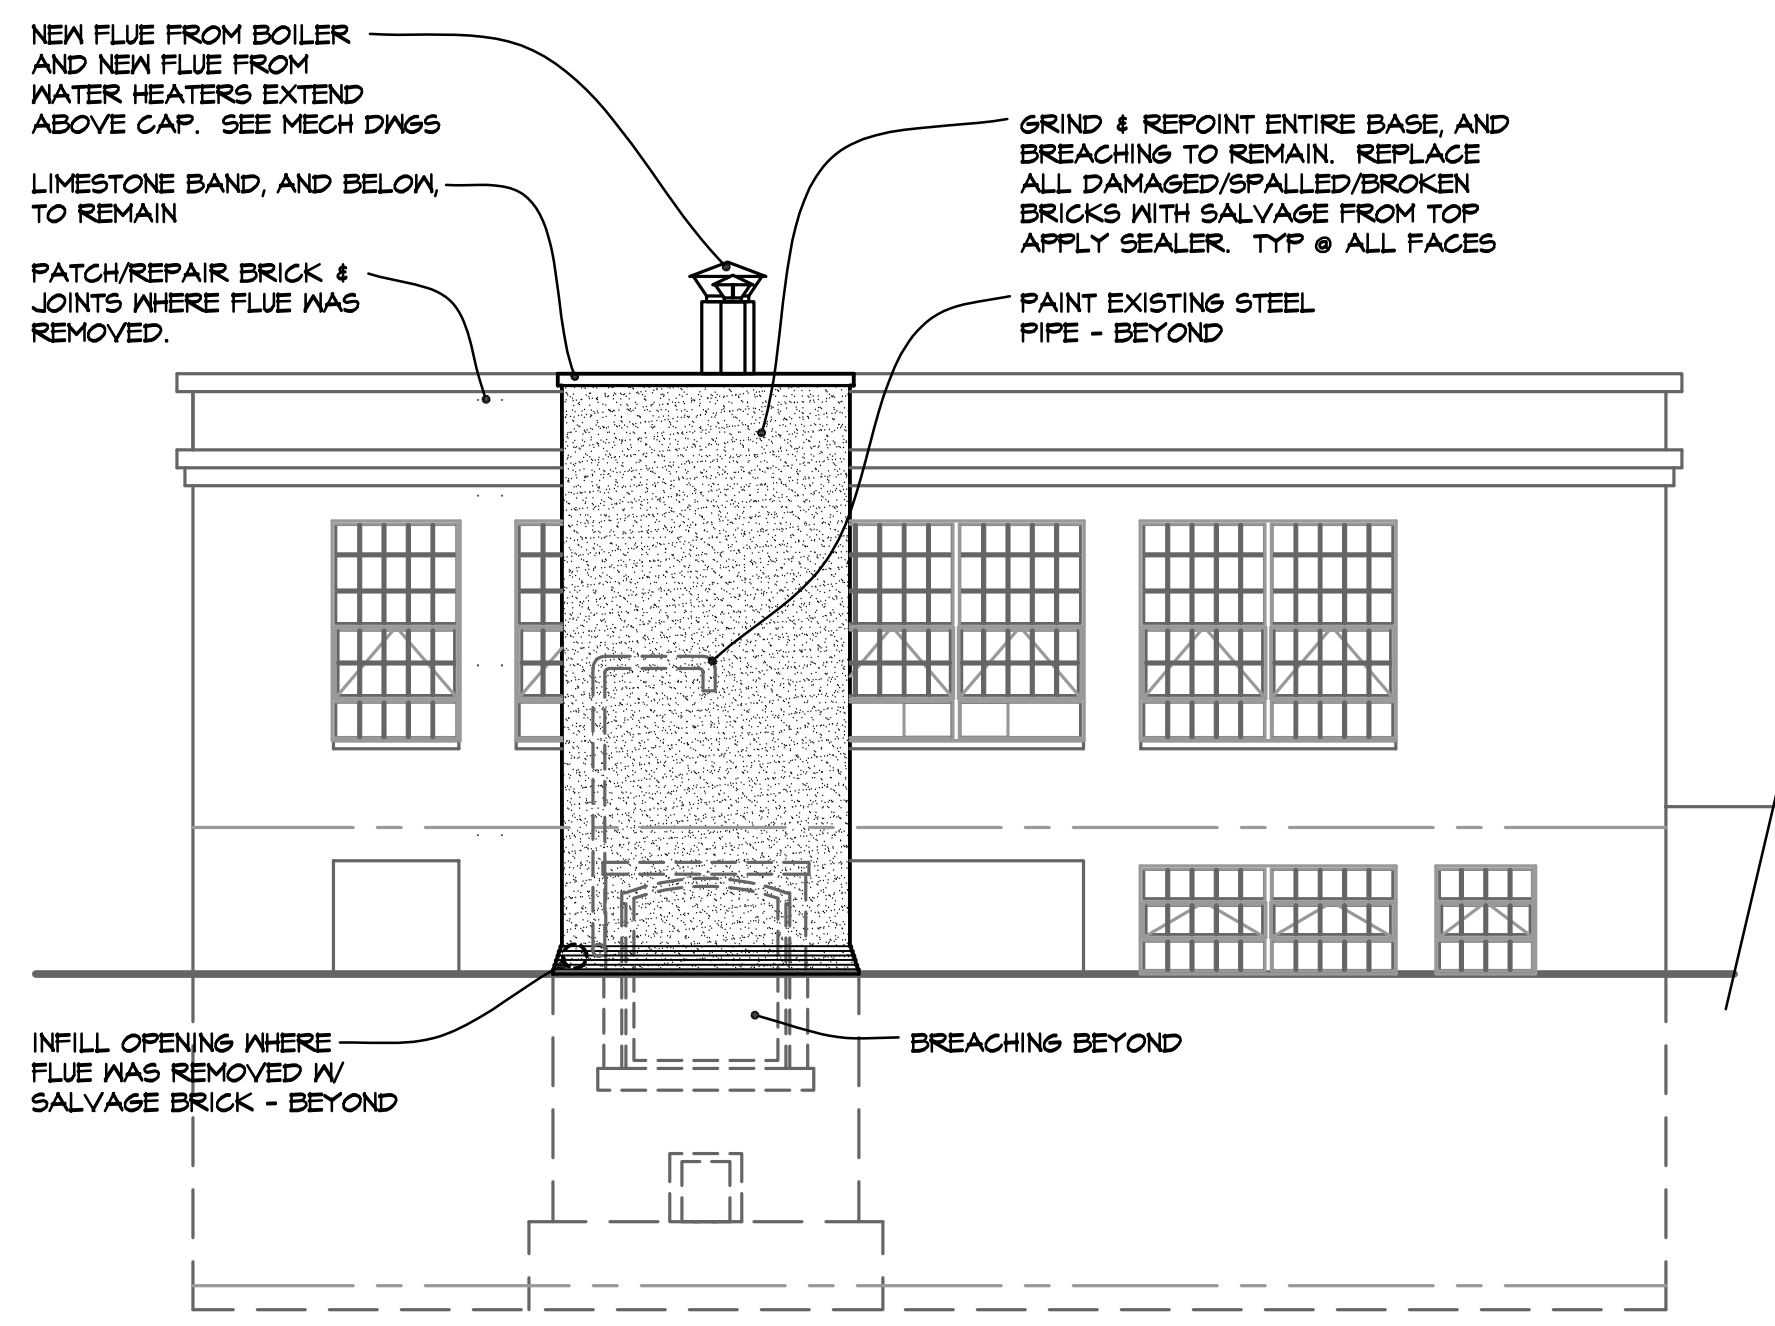 NEW FLUE FROM BOILER
AND NEW FLUE FROM
WATER HEATERS EXTEND
ABOVE CAP.  SEE MECH DWGS
LIMESTONE BAND, AND BELOW,
TO REMAIN
PATCH/REPAIR BRICK &
JOINTS WHERE FLUE WAS
REMOVED.
GRIND & REPOINT ENTIRE BASE, AND
BREACHING TO REMAIN.  REPLACE
ALL DAMAGED/SPALLED/BROKEN
BRICKS WITH SALVAGE FROM TOP
APPLY SEALER.  TYP @ ALL FACES
PAINT EXISTING STEEL
PIPE - BEYOND
INFILL OPENING WHERE
FLUE WAS REMOVED W/
SALVAGE BRICK - BEYOND
BREACHING BEYOND